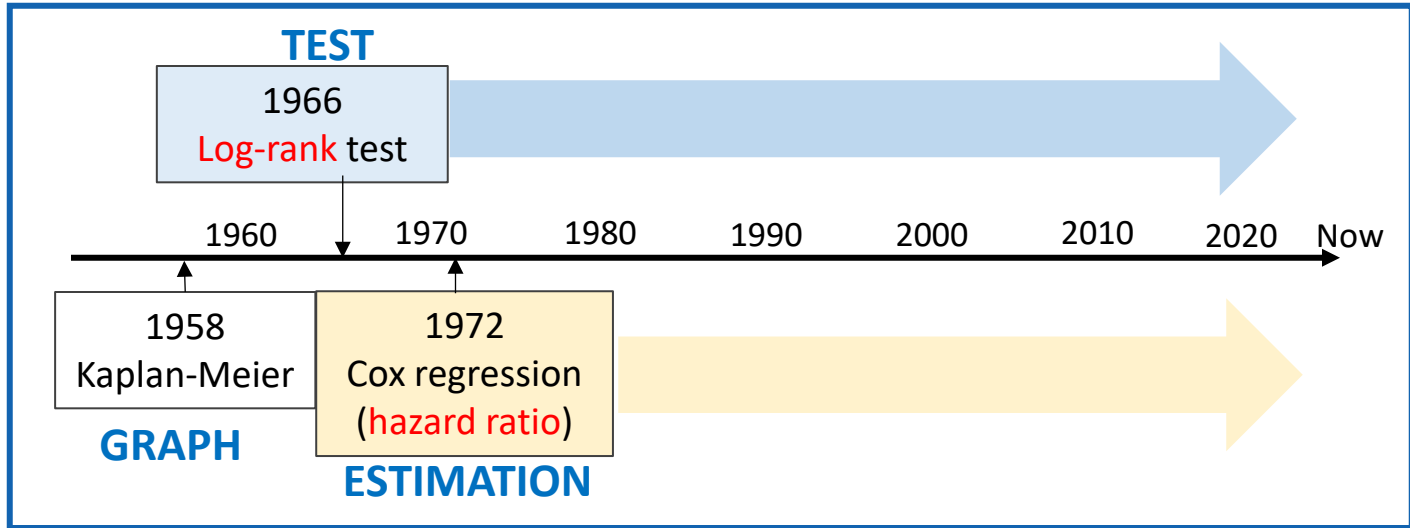 TEST
1966
Log-rank test
1960 1970 1980 1990 2000 2010 2020 Now
1958
Kaplan-Meier
GRAPH
1972
Cox regression
(hazard ratio)
ESTIMATION